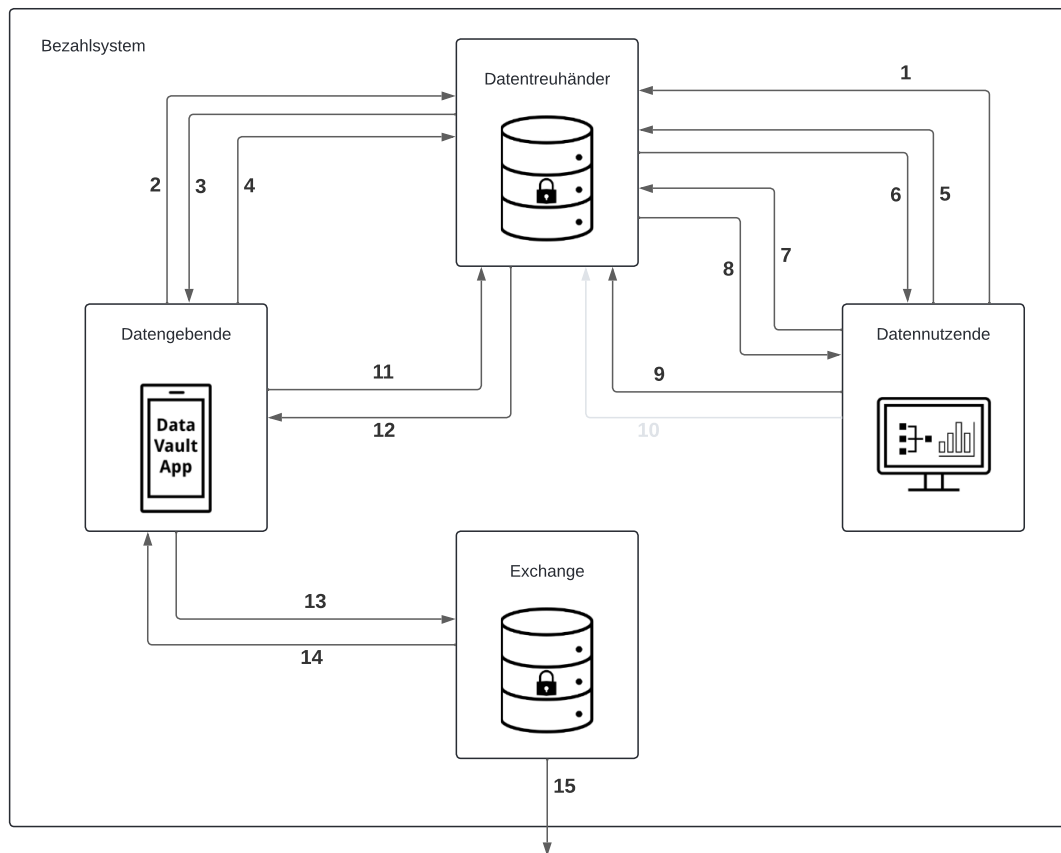 Bezahlsystem
Datentreuhänder
1
2
3
4
6
5
7
8
Datengebende
Datennutzende
11
9
12
10
Data
Vault
App
Exchange
13
14
15